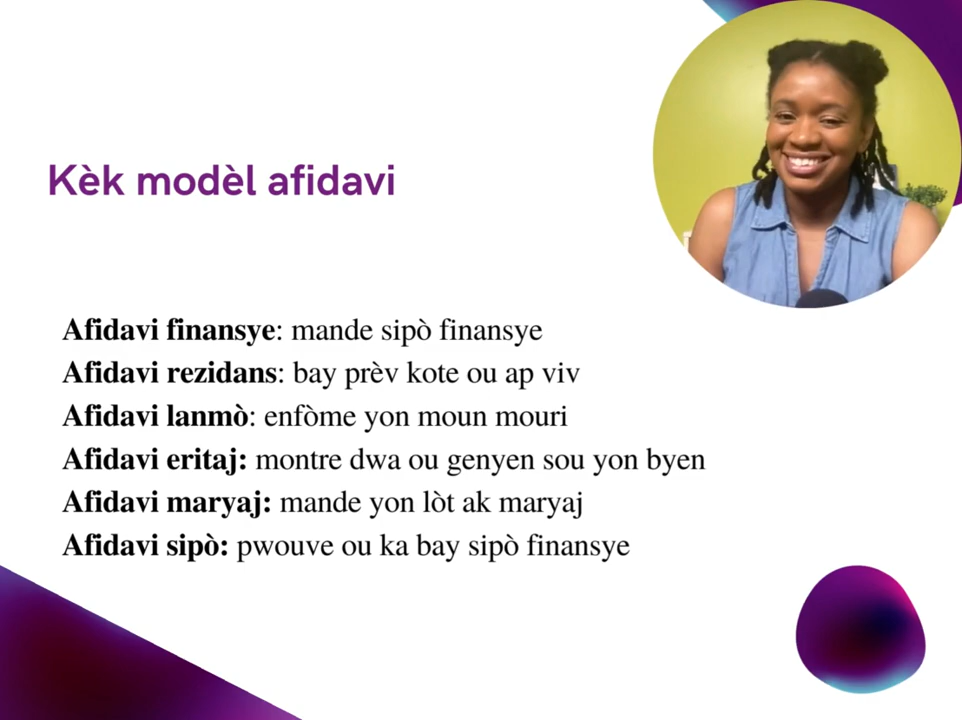 Kèk modèl afidavi
Afidavi finansye: mande sipò finansye
Afidavi rezidans: bay prèv kote ou ap viv
Afidavi lanmò: enfòme yon moun mouri
Afidavi eritaj: montre dwa ou genyen sou yon byen
Afidavi maryaj: mande yon lòt ak maryaj
Afidavi sipò: pwouve ou ka bay sipò finansye